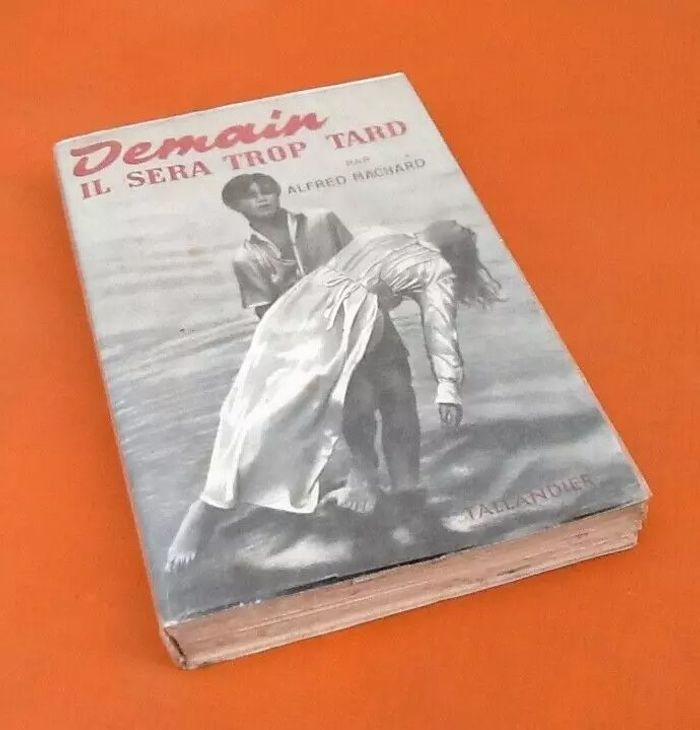 Demain
IL SERA TROP TARD
PAR
ALFRED MACHARD
TALLANDIER